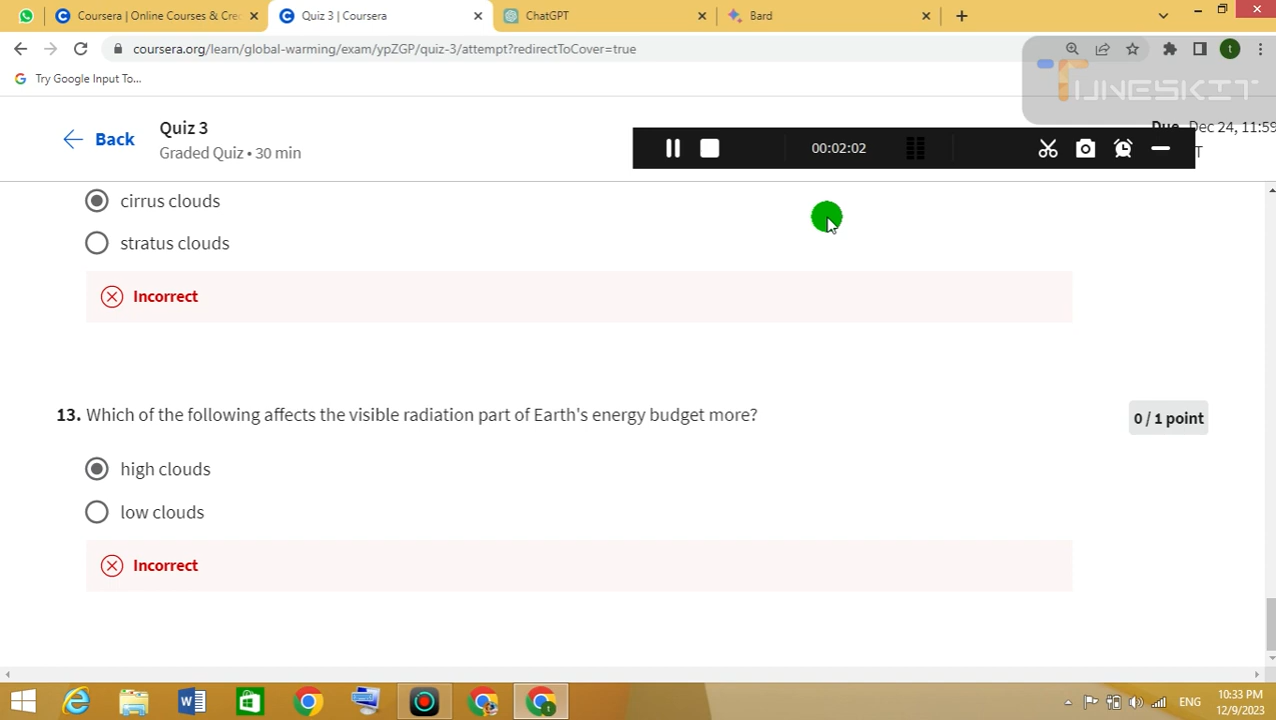 Coursera | Online Courses & Cre
Quiz 3 | Coursera
ChatGPT
Bard
coursera.org/learn/global-warming/exam/ypZGP/quiz-3/attempt?redirectToCover=true
t
Try Google Input To...
TUNESKIT
Back
Quiz 3
Graded Quiz • 30 min
Due Dec 24, 11:59
T
00:02:02
cirrus clouds
stratus clouds
Incorrect
13. Which of the following affects the visible radiation part of Earth's energy budget more?
0 / 1 point
high clouds
low clouds
Incorrect
ENG
10:33 PM
12/9/2023